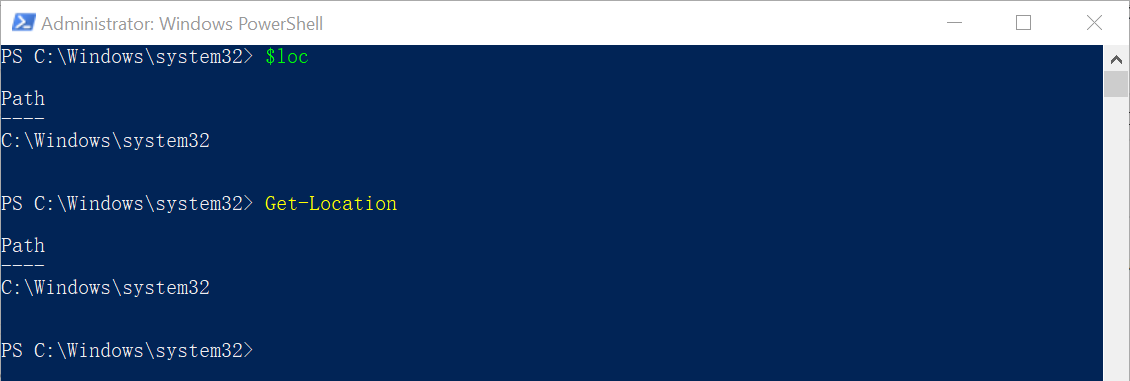 Administrator: Windows PowerShell
PS C:\Windows\system32> $loc
Path
----
C:\Windows\system32
PS C:\Windows\system32> Get-Location
Path
----
C:\Windows\system32
PS C:\Windows\system32>